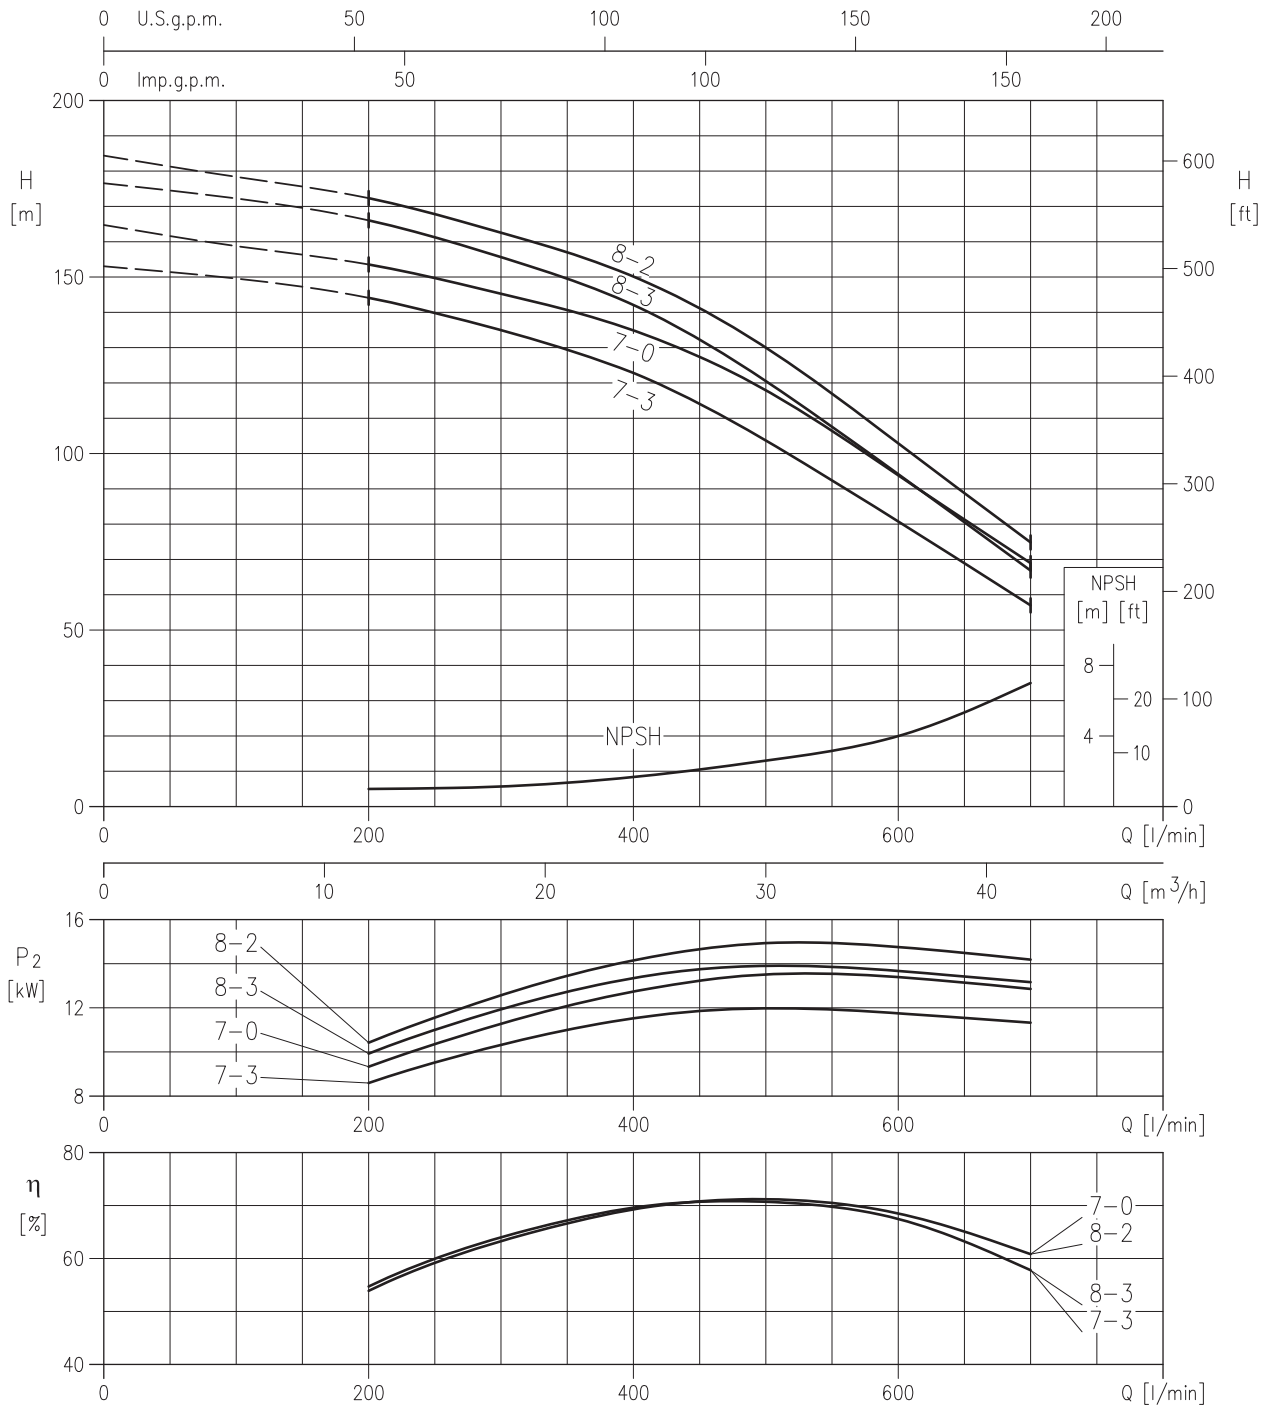 0 U.S.g.p.m. 50 100 150 200
0 Imp.g.p.m. 50 100 150
200
600
H
[m]
H
[ft]
8-2
150
500
8-3
7-0
400
7-3
100
300
NPSH
200
[m] [ft]
50
8
20
100
NPSH
4
10
0
0
0 200 400 600 Q [l/min]
0 10 20 30 40 Q [m³/h]
16
8-2
P2
[kW]
8-3
12
7-0
7-3
8
0 200 400 600 Q [l/min]
80
η
[%]
7-0
8-2
60
8-3
7-3
40
0 200 400 600 Q [l/min]